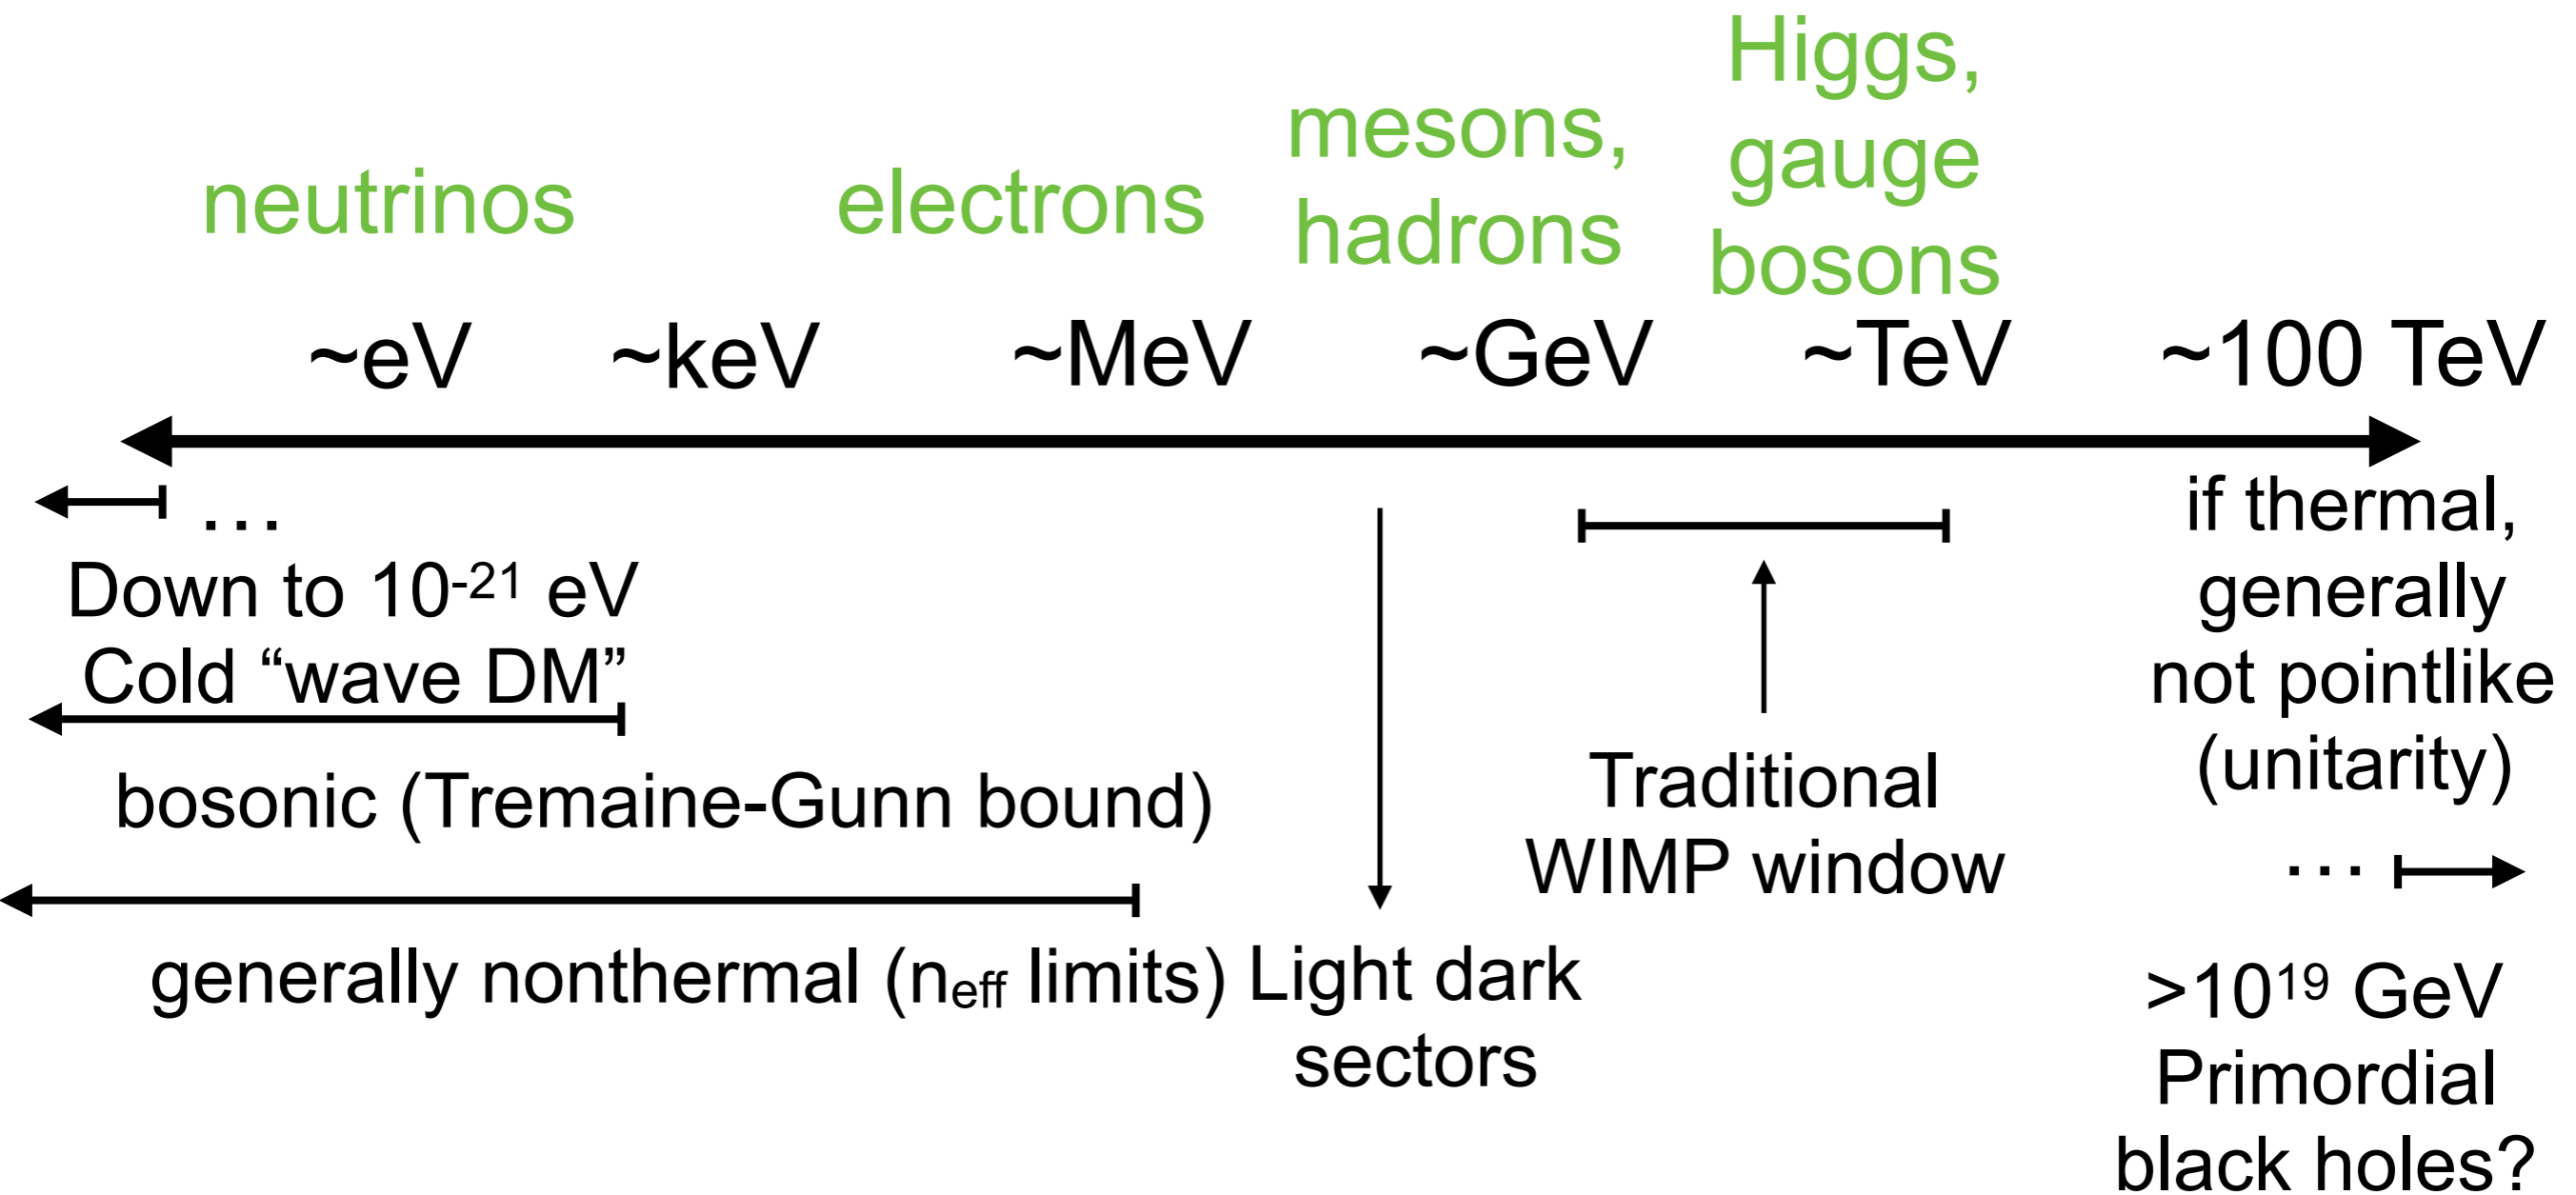 Higgs,
gauge
bosons
mesons,
hadrons
neutrinos
electrons
~eV
~keV
~MeV
~GeV
~TeV
~100 TeV
…
Down to 10⁻²¹ eV
Cold “wave DM”
bosonic (Tremaine-Gunn bound)
generally nonthermal (nₑff limits)
Light dark
sectors
Traditional
WIMP window
if thermal,
generally
not pointlike
(unitarity)
…
>10¹⁹ GeV
Primordial
black holes?